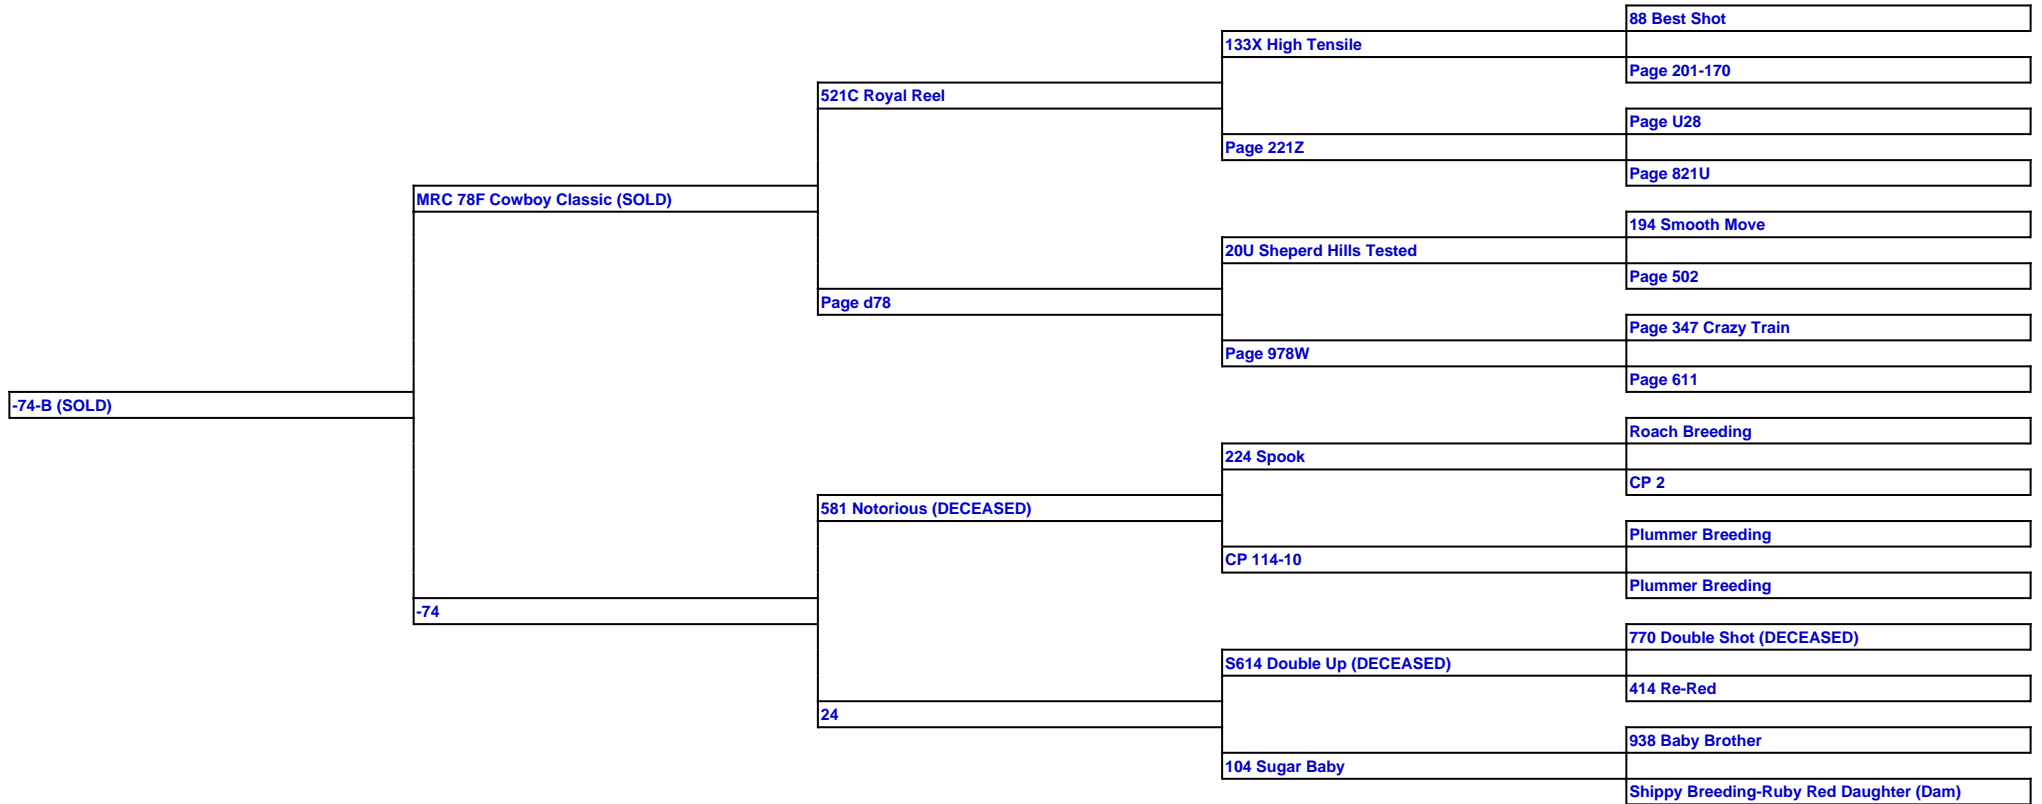 88 Best Shot
133X High Tensile
Page 201-170
521C Royal Reel
Page U28
Page 221Z
Page 821U
MRC 78F Cowboy Classic (SOLD)
194 Smooth Move
20U Sheperd Hills Tested
Page 502
Page d78
Page 347 Crazy Train
Page 978W
Page 611
-74-B (SOLD)
Roach Breeding
224 Spook
CP 2
581 Notorious (DECEASED)
Plummer Breeding
CP 114-10
Plummer Breeding
-74
770 Double Shot (DECEASED)
S614 Double Up (DECEASED)
414 Re-Red
24
938 Baby Brother
104 Sugar Baby
Shippy Breeding-Ruby Red Daughter (Dam)